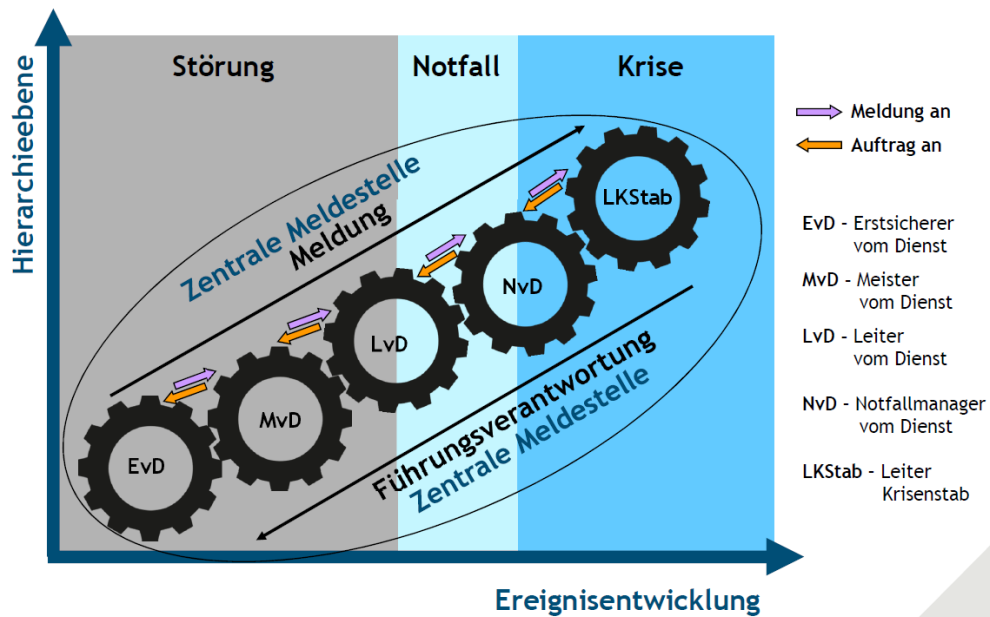 Störung
Notfall
Krise
Hierarchieebene
Zentrale Meldestelle
Meldung
LKStab
NvD
LvD
MvD
EvD
Führungsverantwortung
Zentrale Meldestelle
Ereignisentwicklung
Meldung an
Auftrag an
EvD - Erstsicherer
vom Dienst
MvD - Meister
vom Dienst
LvD - Leiter
vom Dienst
NvD - Notfallmanager
vom Dienst
LKStab - Leiter
Krisenstab